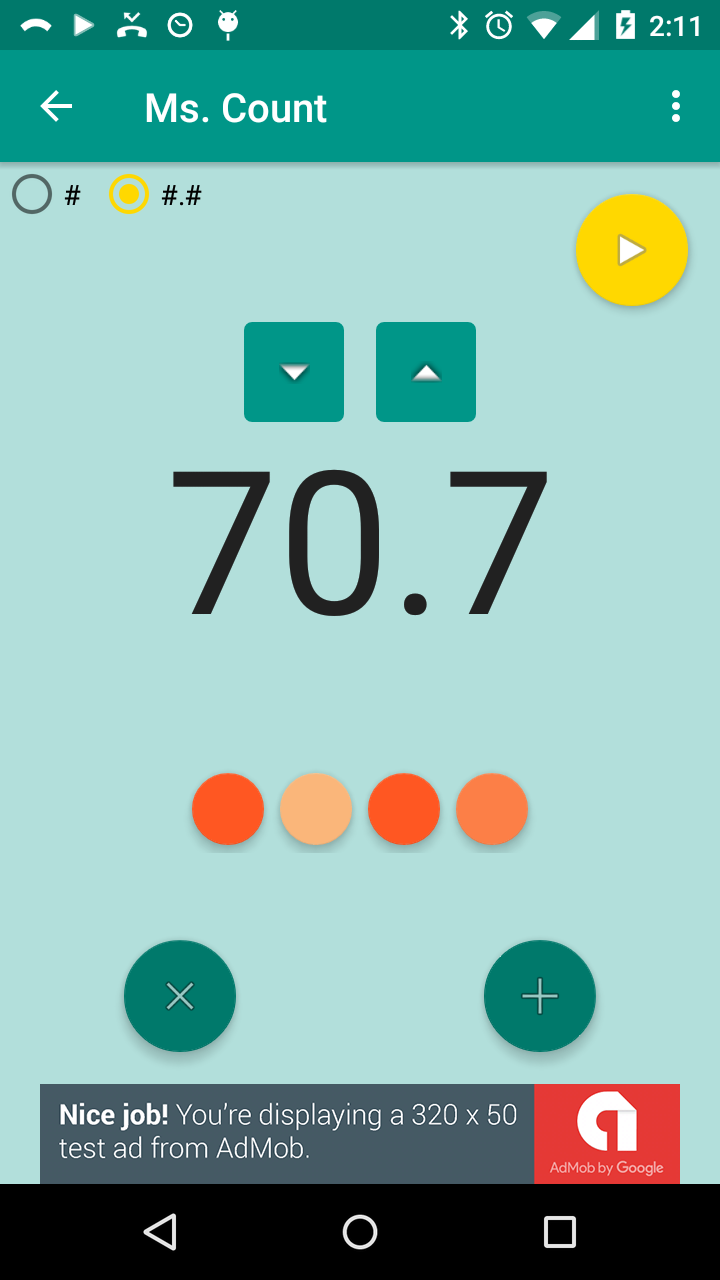 2:11
Ms. Count
# #.#
70.7
Nice job! You're displaying a 320 x 50
test ad from AdMob.
AdMob by Google